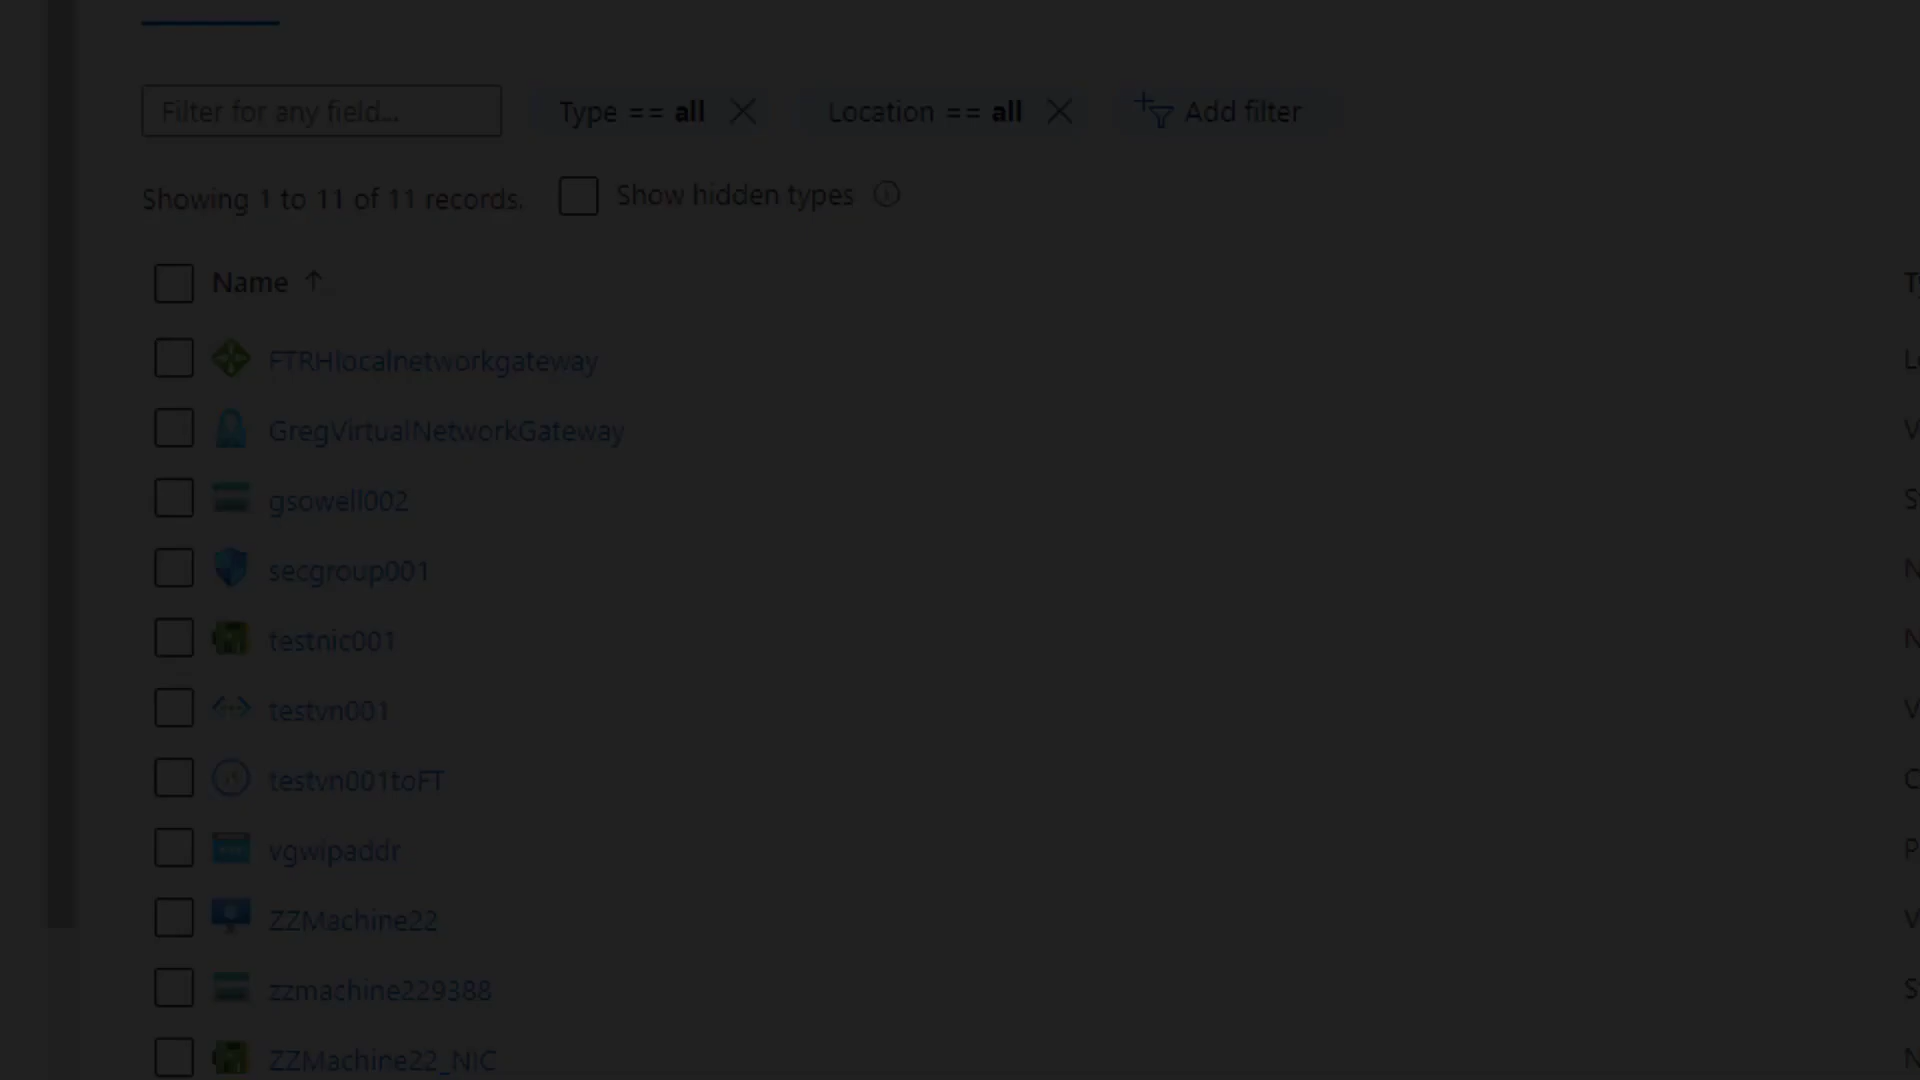 Filter for any field...
Type == all
Location == all
Add filter
Showing 1 to 11 of 11 records.
Show hidden types
Name
FTRHlocalnetworkgateway
GregVirtualNetworkGateway
gsowell002
secgroup001
testnic001
testvn001
testvn001toFT
vgwipaddr
ZZMachine22
zzmachine229388
ZZMachine22_NIC